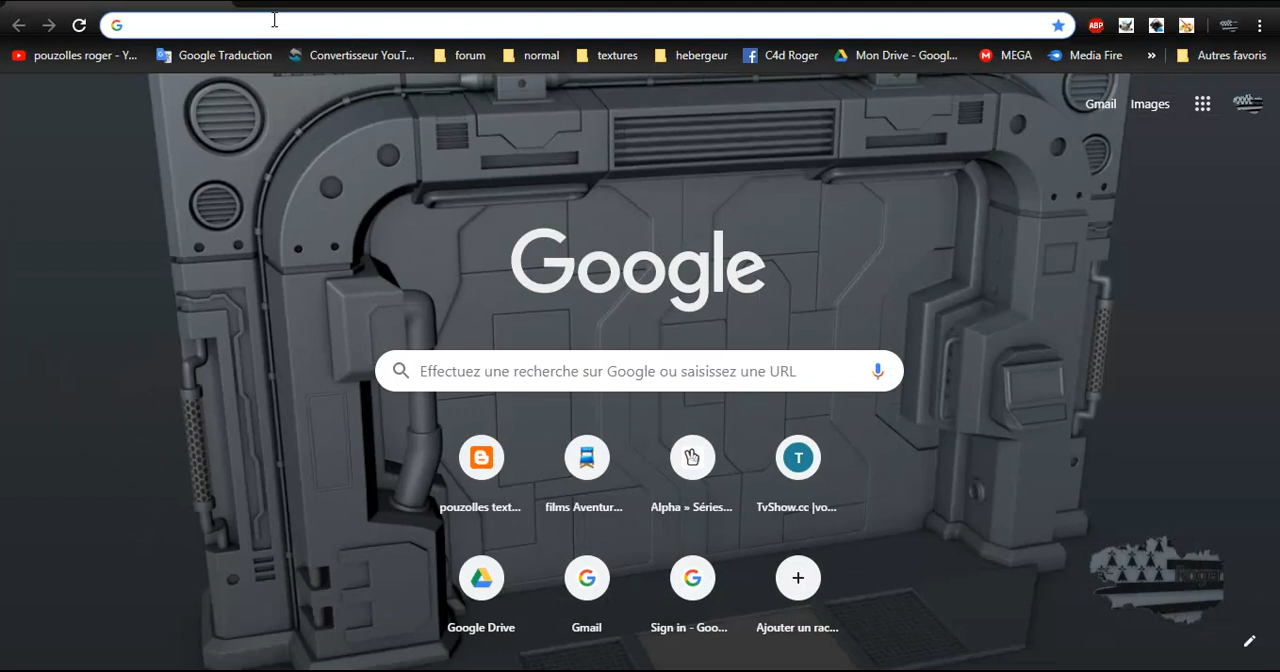 pouzolles roger - Y...
Google Traduction
Convertisseur YouT...
forum
normal
textures
hebergeur
C4d Roger
Mon Drive - Googl...
MEGA
Media Fire
»
Autres favoris
ABP
Gmail
Images
Google
Effectuez une recherche sur Google ou saisissez une URL
T
pouzolles text...
films Aventur...
Alpha » Séries...
TvShow.cc |vo...
Google Drive
Gmail
Sign in - Goo...
Ajouter un rac...